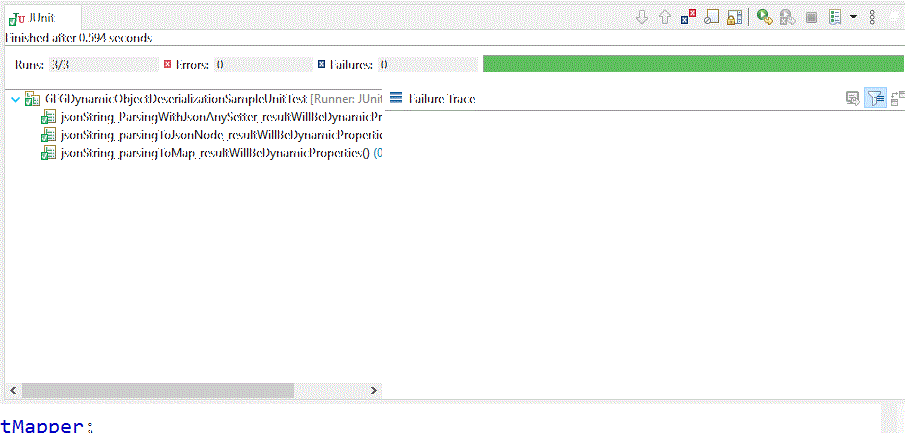 JUnit
Finished after 0.594 seconds
Runs: 3/3 Errors: 0 Failures: 0
GFGDynamicObjectDeserializationSampleUnitTest [Runner: JUnit
Failure Trace
jsonString_ParsingWithJsonAnySetter_resultWillBeDynamicPr
jsonString_parsingToJsonNode_resultWillBeDynamicPropertie
jsonString_parsingToMap_resultWillBeDynamicProperties() (0
tMapper;